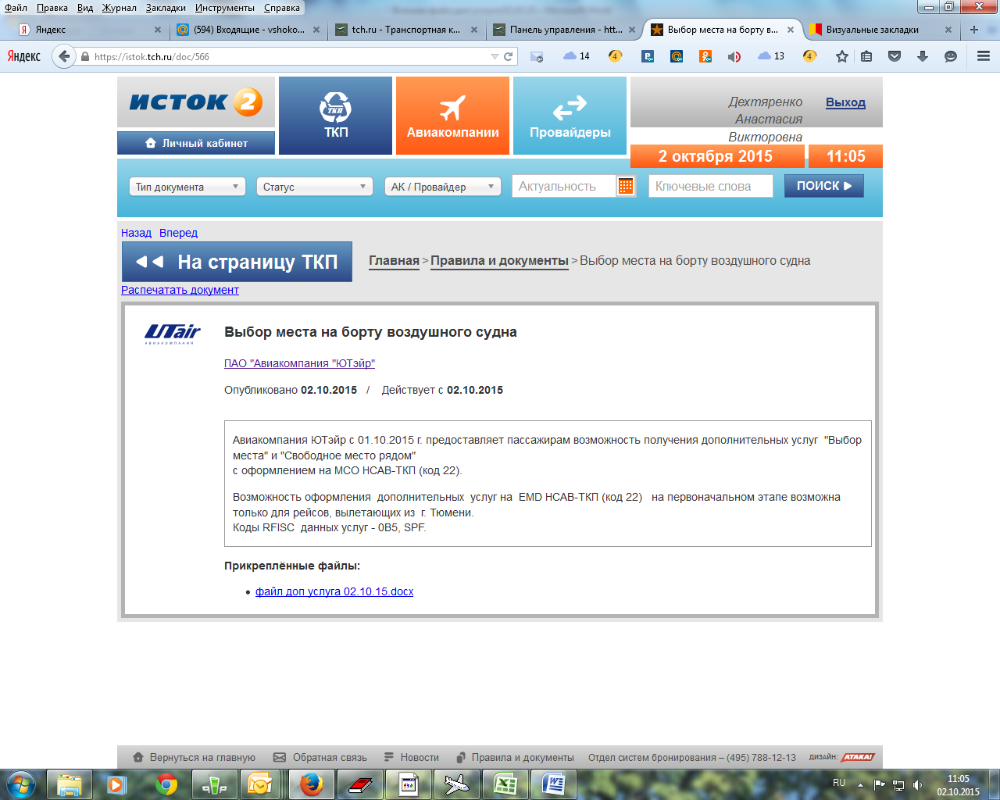 Файл Правка Вид Журнал Закладки Инструменты Справка
Яндекс
(594) Входящие - vshoko...
tch.ru - Транспортная к...
Панель управления - htt...
Выбор места на борту в...
Визуальные закладки
Яндекс
https://istok.tch.ru/doc/566
14
4
13
4
ИСТОК 2
Личный кабинет
ТКП
ТКП
Авиакомпании
Провайдеры
Дехтяренко
Анастасия
Викторовна
Выход
2 октября 2015
11:05
Тип документа
Статус
АК / Провайдер
Актуальность
Ключевые слова
ПОИСК
Назад Вперед
На страницу ТКП
Главная > Правила и документы > Выбор места на борту воздушного судна
Распечатать документ
UTair
АВИАКОМПАНИЯ
Выбор места на борту воздушного судна
ПАО "Авиакомпания "ЮТэйр"
Опубликовано 02.10.2015 / Действует с 02.10.2015
Авиакомпания ЮТэйр с 01.10.2015 г. предоставляет пассажирам возможность получения дополнительных услуг "Выбор
места" и "Свободное место рядом"
с оформлением на МСО НСАВ-ТКП (код 22).
Возможность оформления дополнительных услуг на EMD НСАВ-ТКП (код 22) на первоначальном этапе возможна
только для рейсов, вылетающих из г. Тюмени.
Коды RFISC данных услуг - 0B5, SPF.
Прикреплённые файлы:
файл доп услуга 02.10.15.docx
Вернуться на главную
Обратная связь
Новости
Правила и документы
Отдел систем бронирования – (495) 788-12-13
ДИЗАЙН: АТАКА!
RU
11:05
02.10.2015